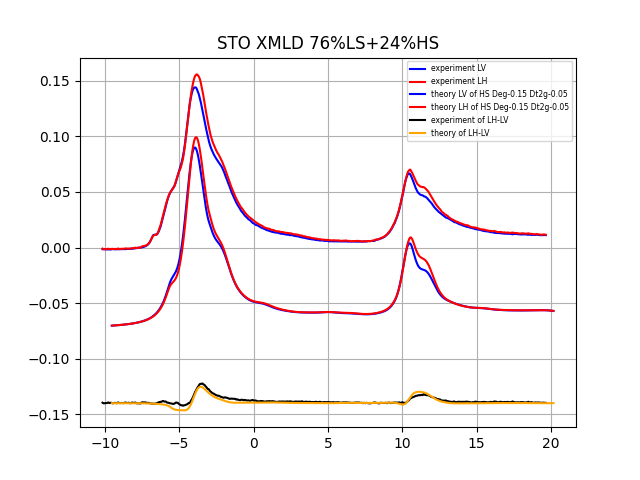 STO XMLD 76%LS+24%HS
experiment LV
experiment LH
theory LV of HS Deg-0.15 Dt2g-0.05
theory LH of HS Deg-0.15 Dt2g-0.05
experiment of LH-LV
theory of LH-LV
0.15
0.10
0.05
0.00
−0.05
−0.10
−0.15
−10 −5 0 5 10 15 20